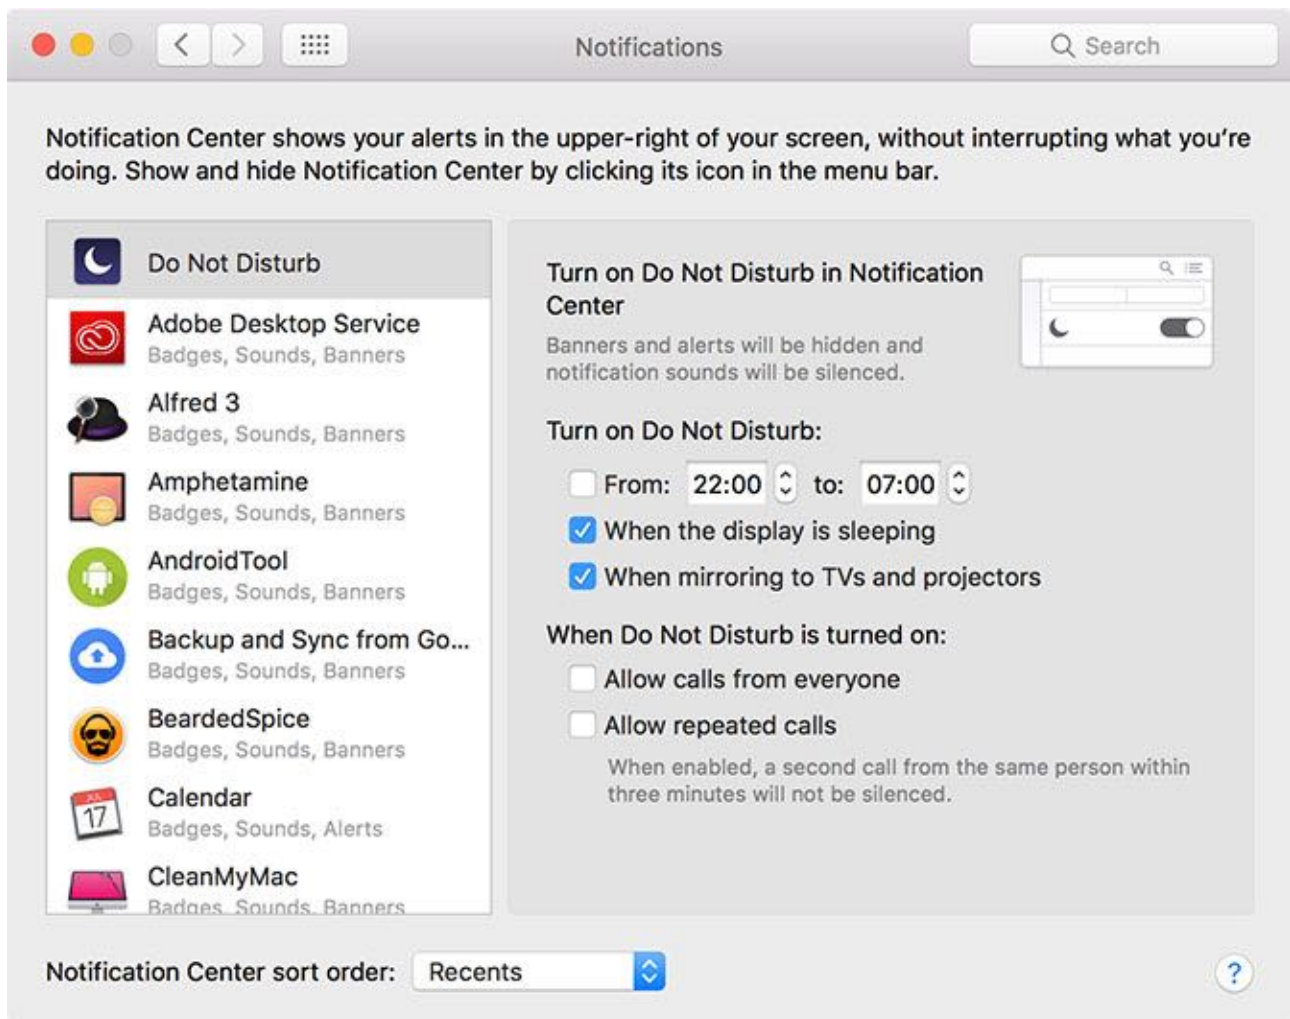 Notifications
Search
Notification Center shows your alerts in the upper-right of your screen, without interrupting what you’re
doing. Show and hide Notification Center by clicking its icon in the menu bar.
Do Not Disturb
Adobe Desktop Service
Badges, Sounds, Banners
Alfred 3
Badges, Sounds, Banners
Amphetamine
Badges, Sounds, Banners
AndroidTool
Badges, Sounds, Banners
Backup and Sync from Go...
Badges, Sounds, Banners
BeardedSpice
Badges, Sounds, Banners
JUL
17
Calendar
Badges, Sounds, Alerts
CleanMyMac
Badges, Sounds, Banners
Turn on Do Not Disturb in Notification
Center
Banners and alerts will be hidden and
notification sounds will be silenced.
Turn on Do Not Disturb:
From: 22:00 to: 07:00
When the display is sleeping
When mirroring to TVs and projectors
When Do Not Disturb is turned on:
Allow calls from everyone
Allow repeated calls
When enabled, a second call from the same person within
three minutes will not be silenced.
Notification Center sort order: Recents
?